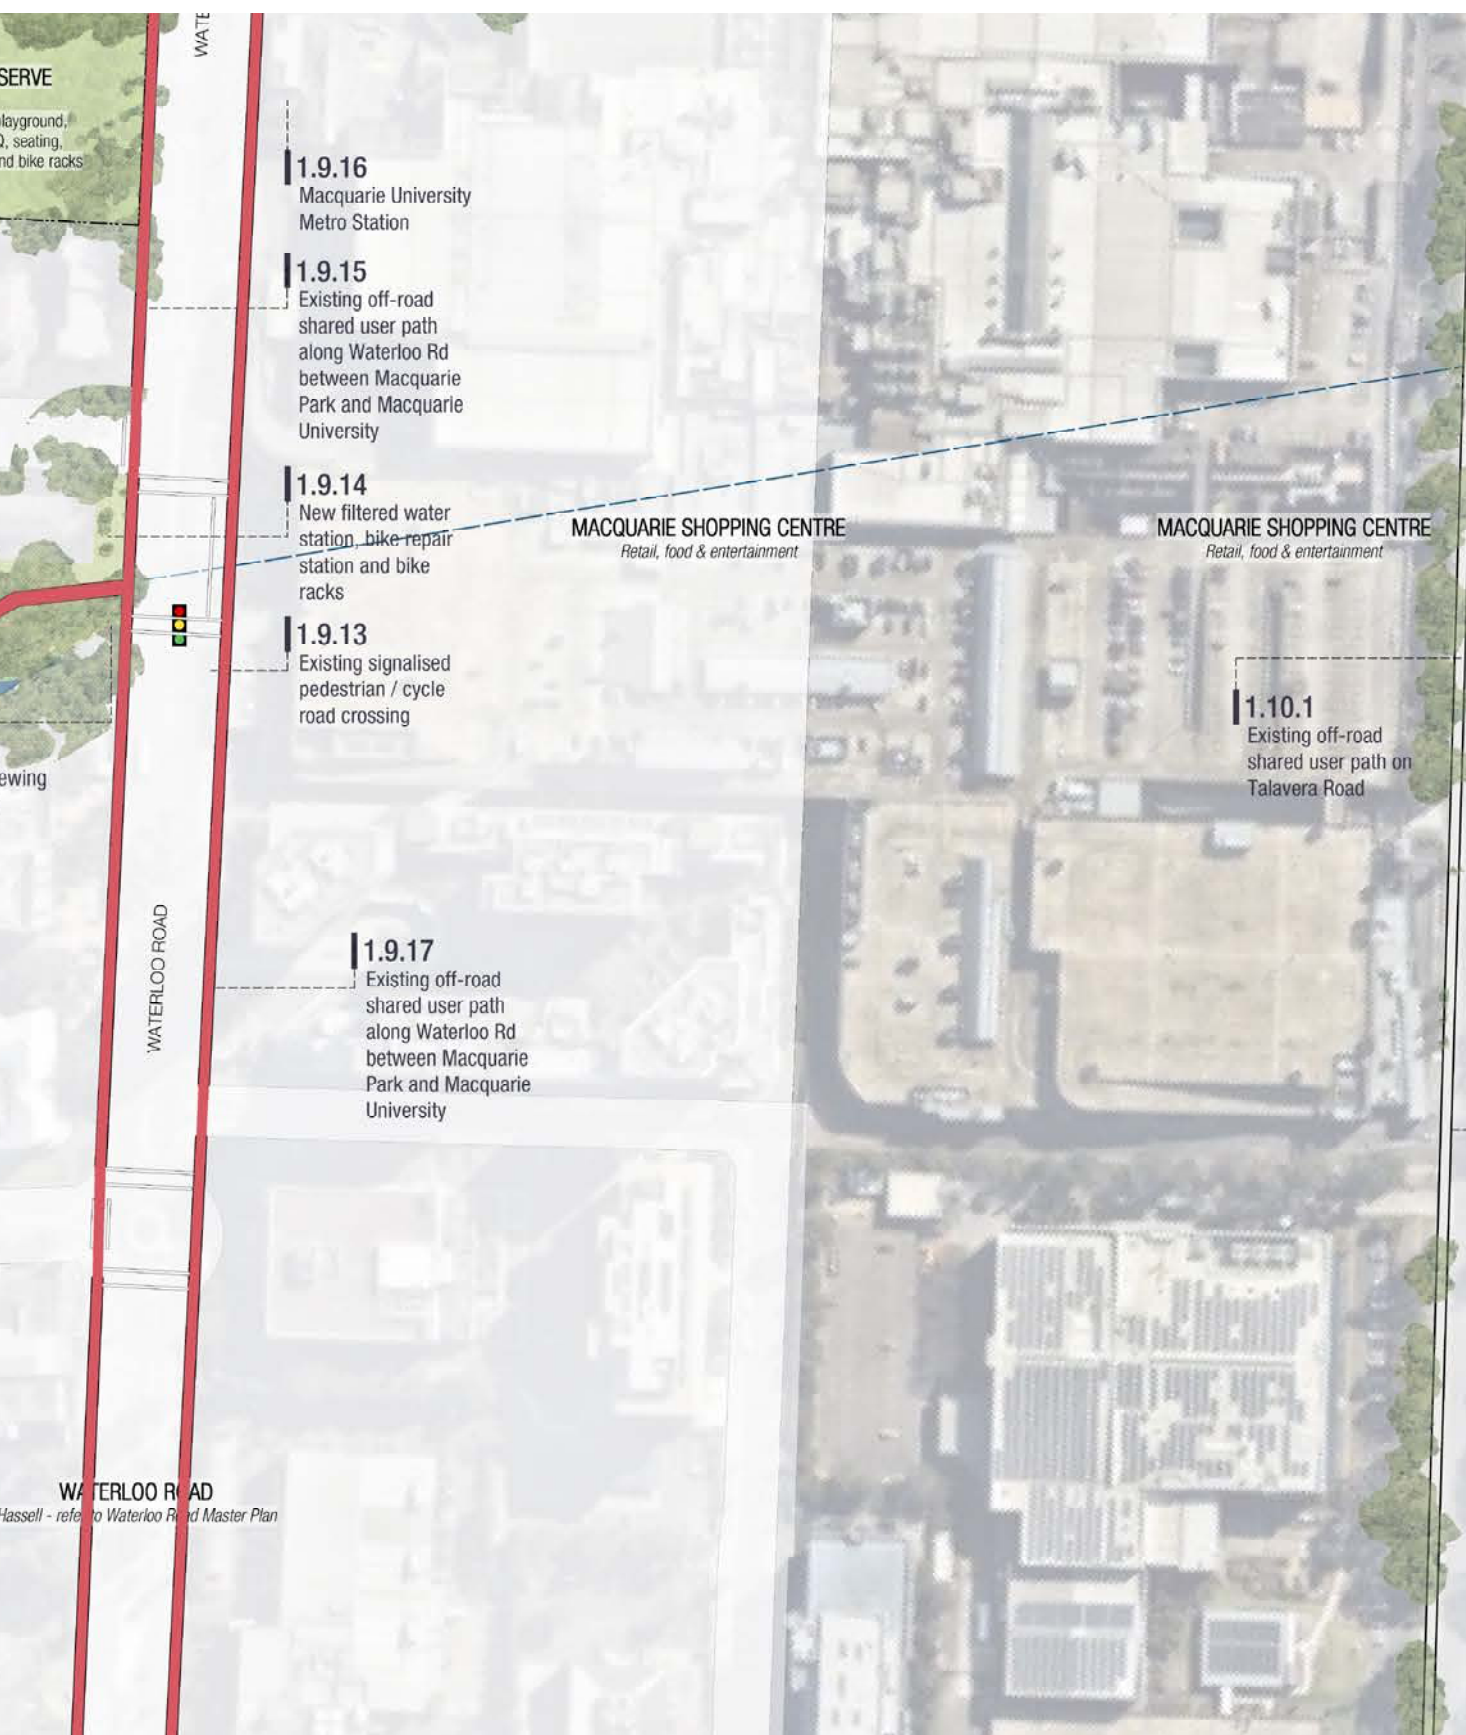 WATE
SERVE
layground,
Q, seating,
nd bike racks
1.9.16
Macquarie University
Metro Station
1.9.15
Existing off-road
shared user path
along Waterloo Rd
between Macquarie
Park and Macquarie
University
1.9.14
New filtered water
station, bike repair
station and bike
racks
1.9.13
Existing signalised
pedestrian / cycle
road crossing
MACQUARIE SHOPPING CENTRE
Retail, food & entertainment
MACQUARIE SHOPPING CENTRE
Retail, food & entertainment
1.10.1
Existing off-road
shared user path on
Talavera Road
ewing
WATERLOO ROAD
1.9.17
Existing off-road
shared user path
along Waterloo Rd
between Macquarie
Park and Macquarie
University
WATERLOO ROAD
Hassell - refer to Waterloo Road Master Plan